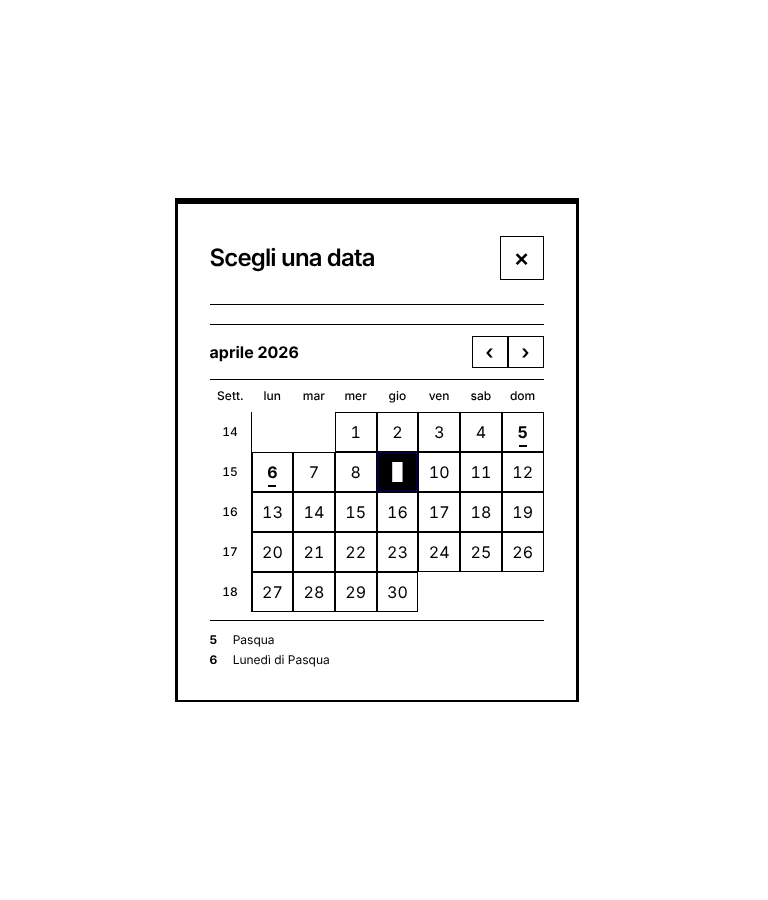 Scegli una data ×
aprile 2026 ‹ ›
Sett. lun mar mer gio ven sab dom
14 1 2 3 4 5
15 6 7 8 10 11 12
16 13 14 15 16 17 18 19
17 20 21 22 23 24 25 26
18 27 28 29 30
5 Pasqua
6 Lunedì di Pasqua